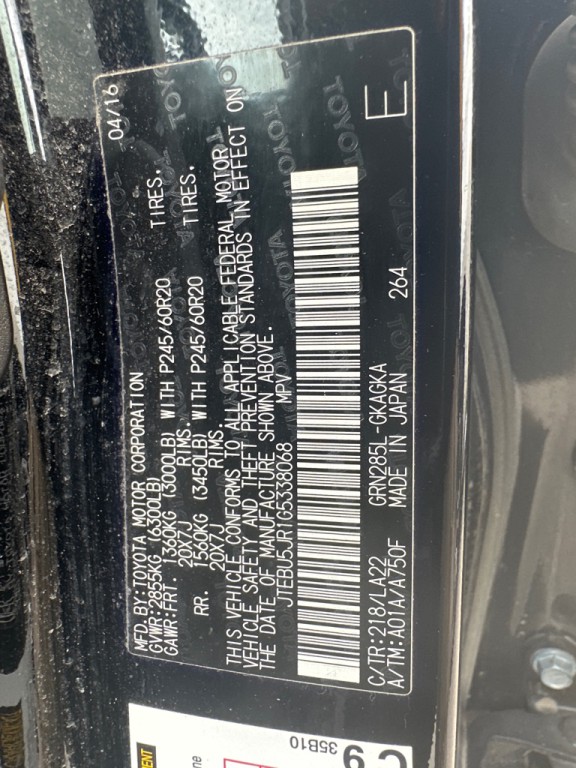 MFD.BY:TOYOTA MOTOR CORPORATION 04/16
GVWR:2855KG (6300LB)
GAWR:FRT. 1360KG (3000LB) WITH P245/60R20 TIRES.
20X7J RIMS.
RR. 1560KG (3450LB) WITH P245/60R20 TIRES.
20X7J RIMS.
THIS VEHICLE CONFORMS TO ALL APPLICABLE FEDERAL MOTOR
VEHICLE SAFETY AND THEFT PREVENTION STANDARDS IN EFFECT ON
THE DATE OF MANUFACTURE SHOWN ABOVE.
JTEBU5JR1G5338068 MPV
C/TR:218/LA22 GRN285L-GKAGKA E
A/TM:A01A/A750F MADE IN JAPAN 264
C9
35B10